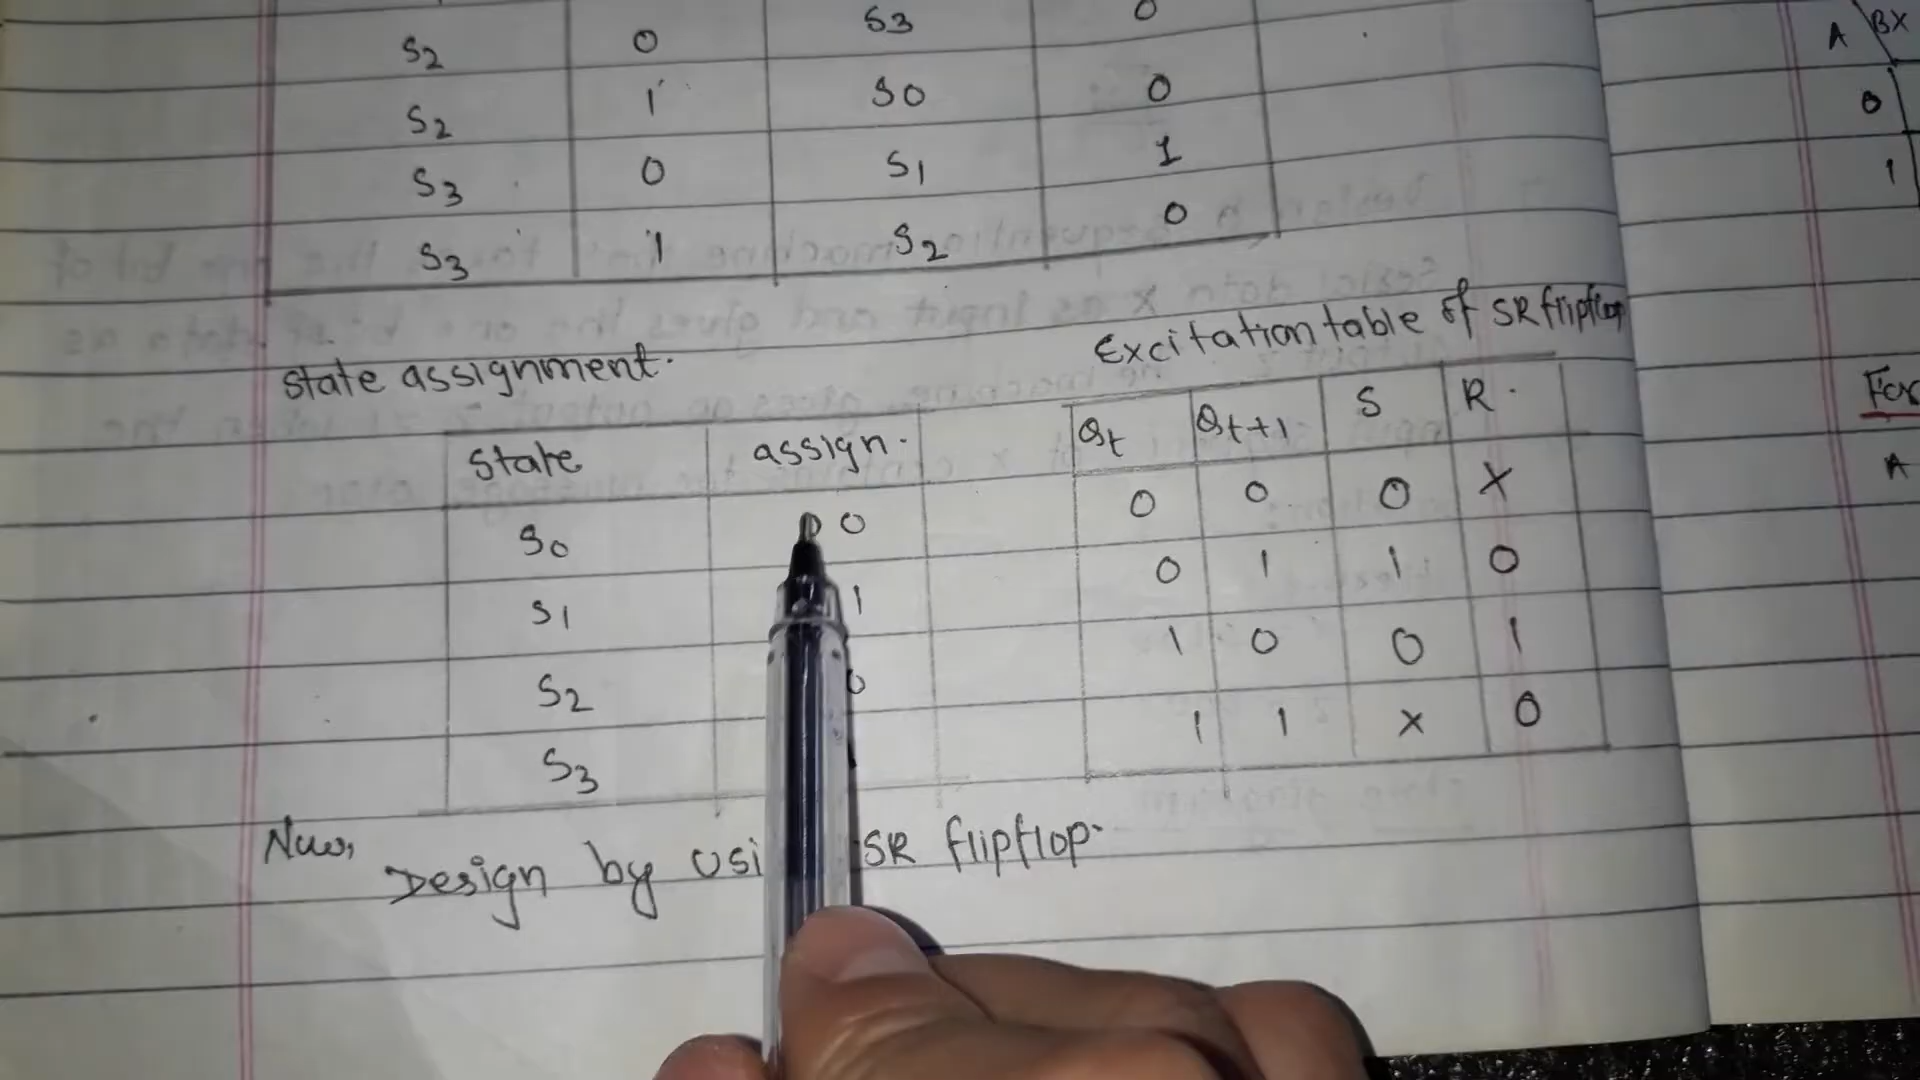 S2 0 S3 0
S2 1 S0 0
S3 0 S1 1
S3 1 S2 0
State assignment.
State assign.
S0 0 0
S1 1
S2 0
S3
Excitation table of SR flipflop
Qt Qt+1 S R.
0 0 0 X
0 1 1 0
1 0 0 1
1 1 X 0
Now,
Design by usi SR flipflop.
A BX
0
1
For
A